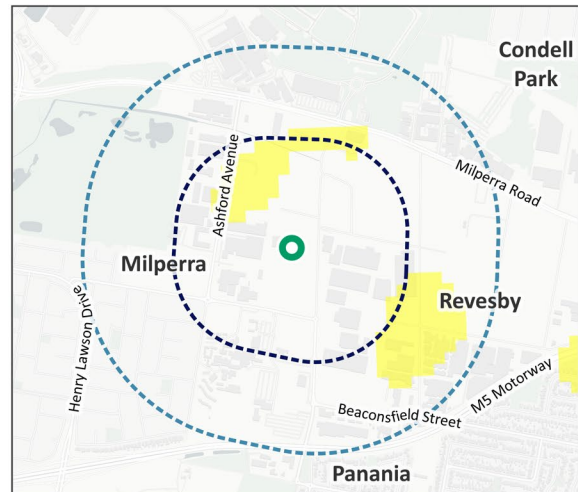 Condell
Park
Milperra Road
Ashford Avenue
Milperra
Revesby
Henry Lawson Drive
M5 Motorway
Beaconsfield Street
Panania